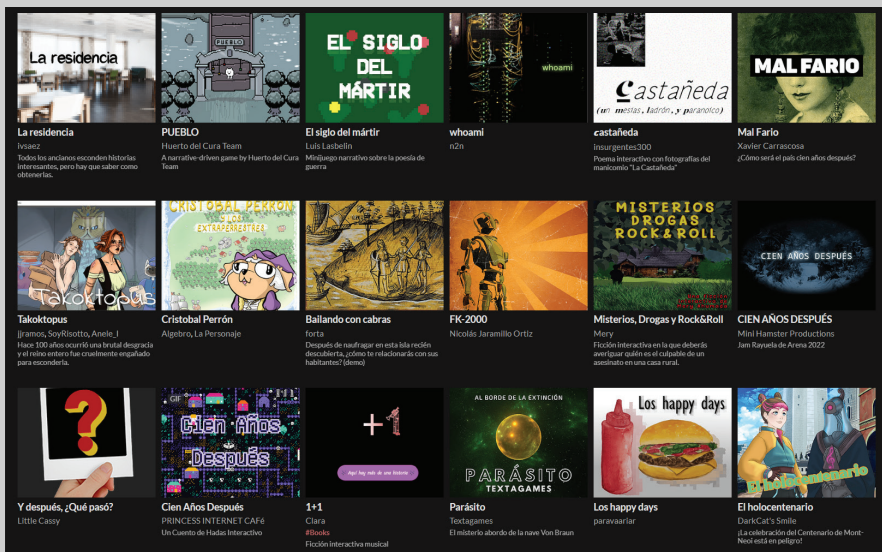 La residencia
PUEBLO
EL SIGLO
DEL
MÁRTIR
whoami
castañeda
(un mesías, ladrón, y paranoico)
MAL FARIO
La residencia
ivsaez
Todos los ancianos esconden historias
interesantes, pero hay que saber como
obtenerlas.
PUEBLO
Huerto del Cura Team
A narrative-driven game by Huerto del Cura
Team
El siglo del mártir
Luis Lasbelin
Minijuego narrativo sobre la poesía de
guerra
whoami
n2n
castañeda
insurgentes300
Poema interactivo con fotografías del
manicomio "La Castañeda"
Mal Fario
Xavier Carrascosa
¿Cómo será el país cien años después?
Takoktopus
CRISTOBAL PERRÓN
Y LOS
EXTRAPERRESTRES
MISTERIOS
DROGAS
ROCK&ROLL
CIEN AÑOS DESPUÉS
Takoktopus
jjramos, SoyRisotto, Anele_l
Hace 100 años ocurrió una brutal desgracia
y el reino entero fue cruelmente engañado
para esconderla.
Cristobal Perrón
Algebro, La Personaje
Bailando con cabras
forta
Después de naufragar en esta isla recién
descubierta, ¿cómo te relacionarás con sus
habitantes? (demo)
FK-2000
Nicolás Jaramillo Ortiz
Misterios, Drogas y Rock&Roll
Mery
Ficción interactiva en la que deberás
averiguar quién es el culpable de un
asesinato en una casa rural.
CIEN AÑOS DESPUÉS
Mini Hamster Productions
Jam Rayuela de Arena 2022
?
GIF
Cien Años
Después
+1
Aquí hay más de una historia
AL BORDE DE LA EXTINCIÓN
PARÁSITO
TEXTAGAMES
Los happy days
El holocentenario
Y después, ¿Qué pasó?
Little Cassy
Cien Años Después
PRINCESS INTERNET CAFé
Un Cuento de Hadas Interactivo
1+1
Clara
#Books
Ficción interactiva musical
Parásito
Textagames
El misterio abordo de la nave Von Braun
Los happy days
paravaariar
El holocentenario
DarkCat's Smile
¡La celebración del Centenario de Mont-
Neoi está en peligro!